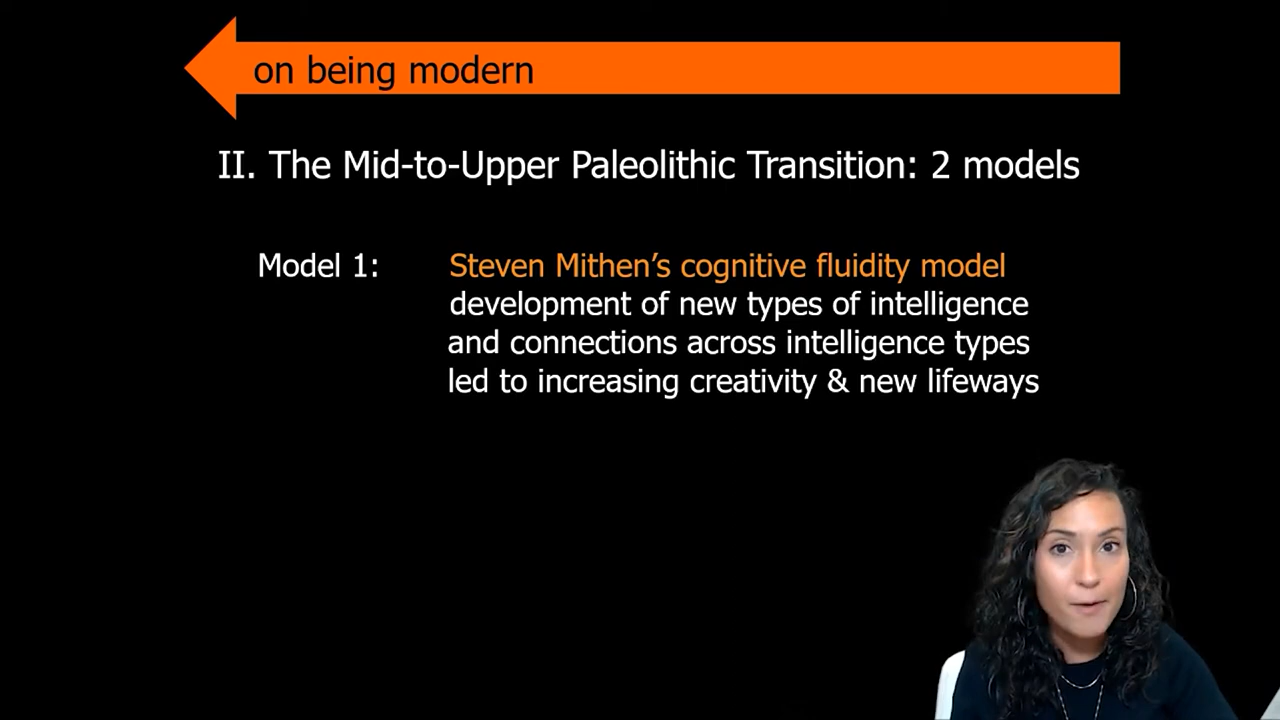 on being modern
II. The Mid-to-Upper Paleolithic Transition: 2 models
Model 1: Steven Mithen’s cognitive fluidity model
development of new types of intelligence
and connections across intelligence types
led to increasing creativity & new lifeways